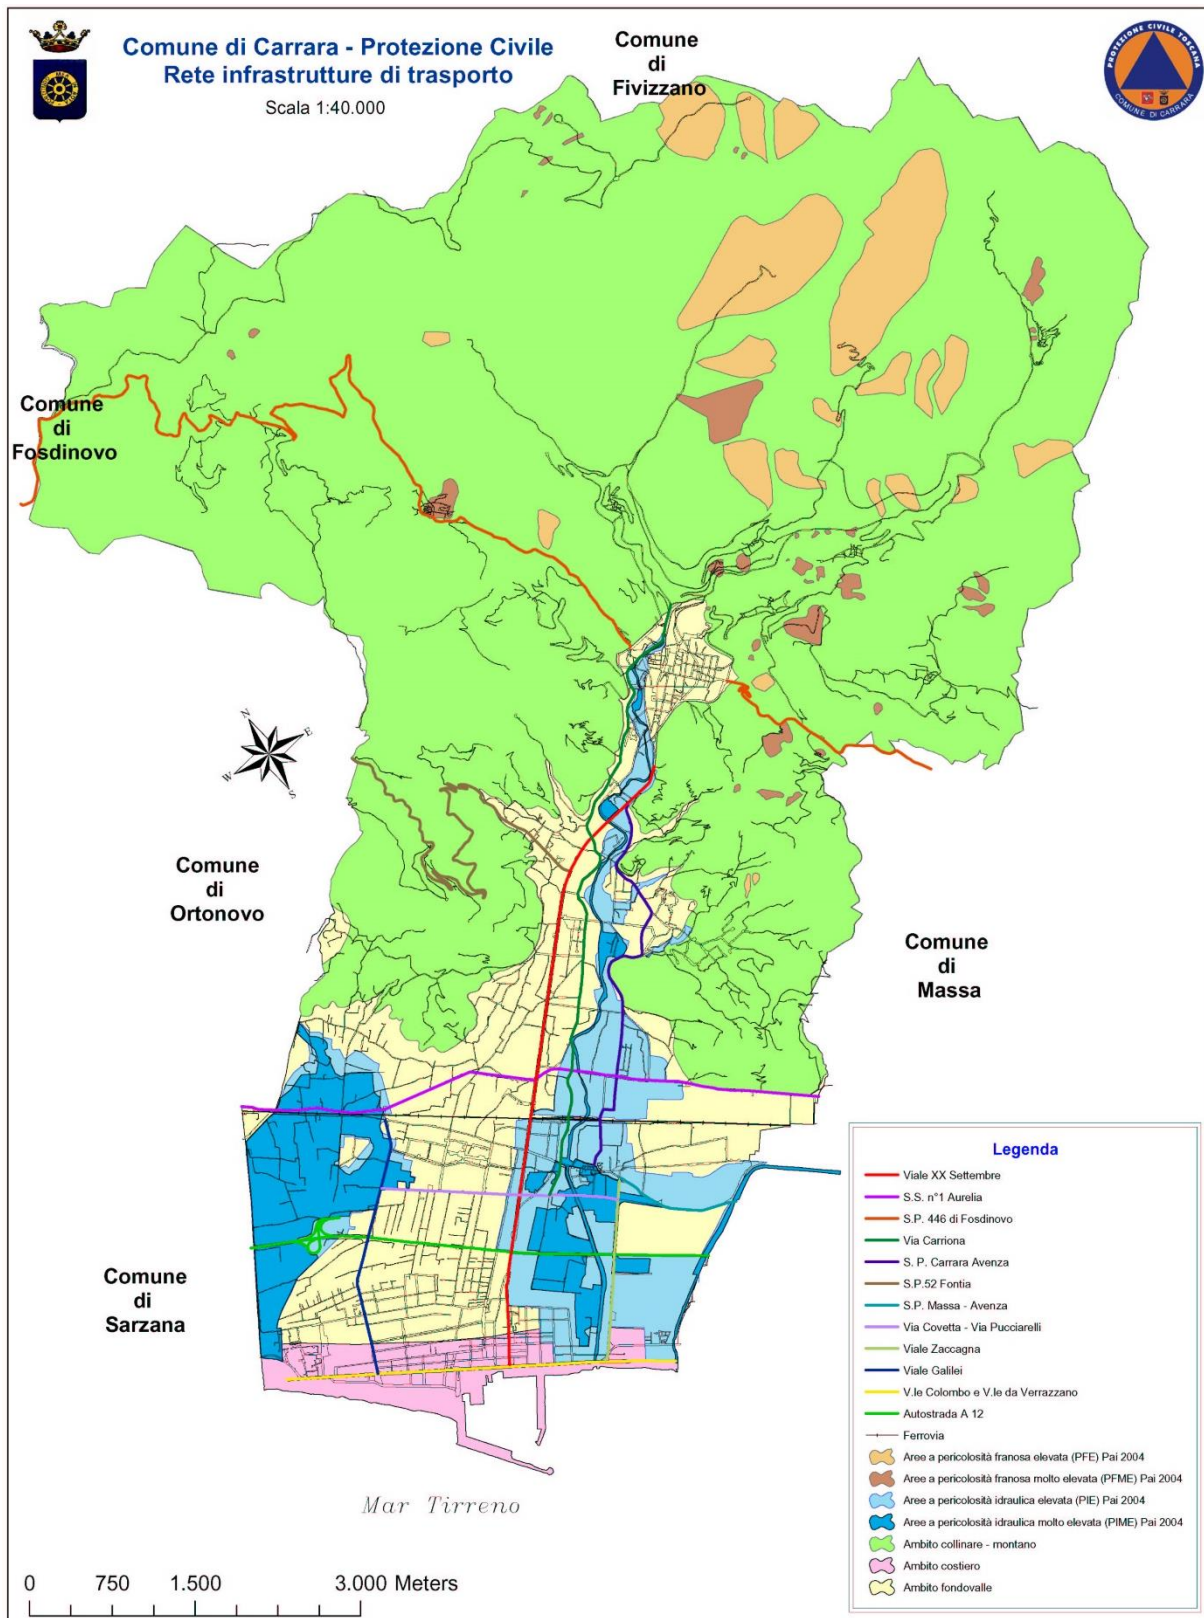 Comune di Carrara - Protezione Civile
Rete infrastrutture di trasporto
Scala 1:40.000
Comune
di
Fivizzano
PROTEZIONE CIVILE TOSCANA
COMUNE DI CARRARA
Comune
di
Fosdinovo
N
E
W
S
Comune
di
Ortonovo
Comune
di
Massa
Comune
di
Sarzana
Mar Tirreno
0 750 1.500 3.000 Meters
Legenda
Viale XX Settembre
S.S. n°1 Aurelia
S.P. 446 di Fosdinovo
Via Carriona
S. P. Carrara Avenza
S.P.52 Fontia
S.P. Massa - Avenza
Via Covetta - Via Pucciarelli
Viale Zaccagna
Viale Galilei
V.le Colombo e V.le da Verrazzano
Autostrada A 12
Ferrovia
Aree a pericolosità franosa elevata (PFE) Pai 2004
Aree a pericolosità franosa molto elevata (PFME) Pai 2004
Aree a pericolosità idraulica elevata (PIE) Pai 2004
Aree a pericolosità idraulica molto elevata (PIME) Pai 2004
Ambito collinare - montano
Ambito costiero
Ambito fondovalle